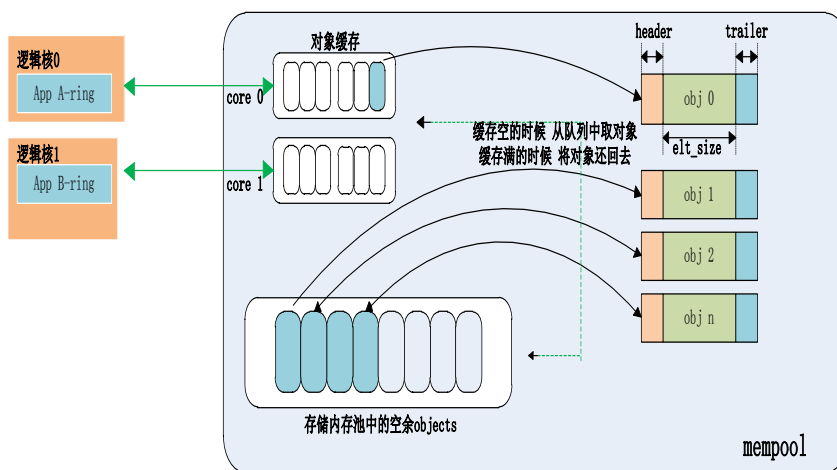 逻辑核0
App A-ring
逻辑核1
App B-ring
对象缓存
core 0
core 1
缓存空的时候 从队列中取对象
缓存满的时候 将对象还回去
header
trailer
obj 0
elt_size
obj 1
obj 2
obj n
存储内存池中的空余objects
mempool